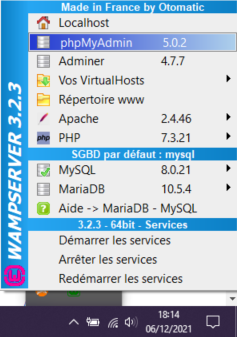 Made in France by Otomatic
Localhost
phpMyAdmin 5.0.2
Adminer 4.7.7
Vos VirtualHosts
Répertoire www
Apache 2.4.46
php PHP 7.3.21
SGBD par défaut : mysql
MySQL 8.0.21
MariaDB 10.5.4
Aide -> MariaDB - MySQL
3.2.3 - 64bit - Services
Démarrer les services
Arrêter les services
Redémarrer les services
WAMPSERVER 3.2.3
18:14
06/12/2021